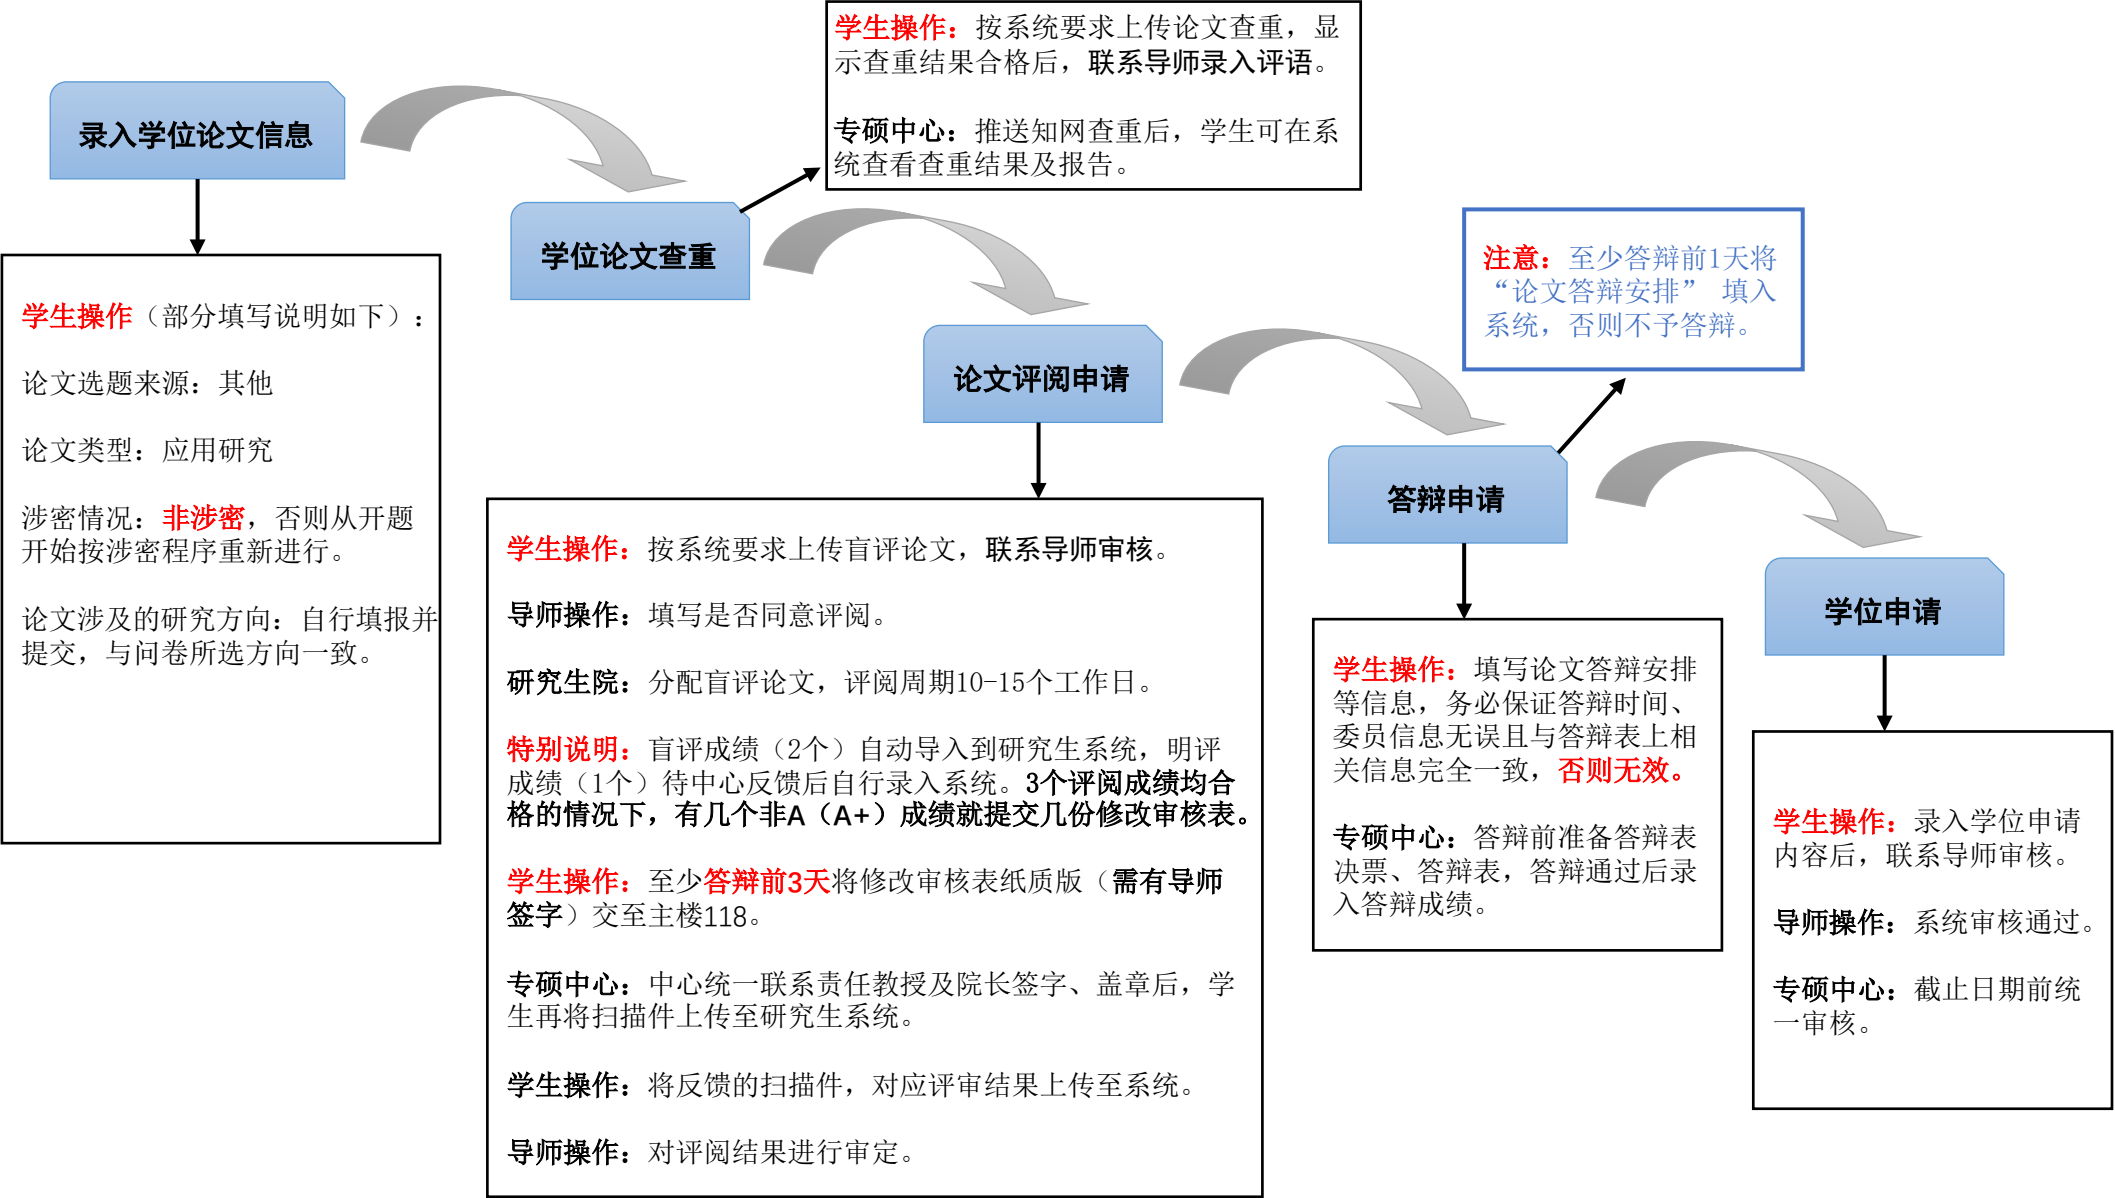 录入学位论文信息
学生操作（部分填写说明如下）：
论文选题来源：其他
论文类型：应用研究
涉密情况：非涉密，否则从开题
开始按涉密程序重新进行。
论文涉及的研究方向：自行填报并
提交，与问卷所选方向一致。
学位论文查重
学生操作：按系统要求上传论文查重，显
示查重结果合格后，联系导师录入评语。
专硕中心：推送知网查重后，学生可在系
统查看查重结果及报告。
论文评阅申请
学生操作：按系统要求上传盲评论文，联系导师审核。
导师操作：填写是否同意评阅。
研究生院：分配盲评论文，评阅周期10-15个工作日。
特别说明：盲评成绩（2个）自动导入到研究生系统，明评
成绩（1个）待中心反馈后自行录入系统。3个评阅成绩均合
格的情况下，有几个非A（A+）成绩就提交几份修改审核表。
学生操作：至少答辩前3天将修改审核表纸质版（需有导师
签字）交至主楼118。
专硕中心：中心统一联系责任教授及院长签字、盖章后，学
生再将扫描件上传至研究生系统。
学生操作：将反馈的扫描件，对应评审结果上传至系统。
导师操作：对评阅结果进行审定。
答辩申请
注意：至少答辩前1天将
“论文答辩安排” 填入
系统，否则不予答辩。
学生操作：填写论文答辩安排
等信息，务必保证答辩时间、
委员信息无误且与答辩表上相
关信息完全一致，否则无效。
专硕中心：答辩前准备答辩表
决票、答辩表，答辩通过后录
入答辩成绩。
学位申请
学生操作：录入学位申请
内容后，联系导师审核。
导师操作：系统审核通过。
专硕中心：截止日期前统
一审核。